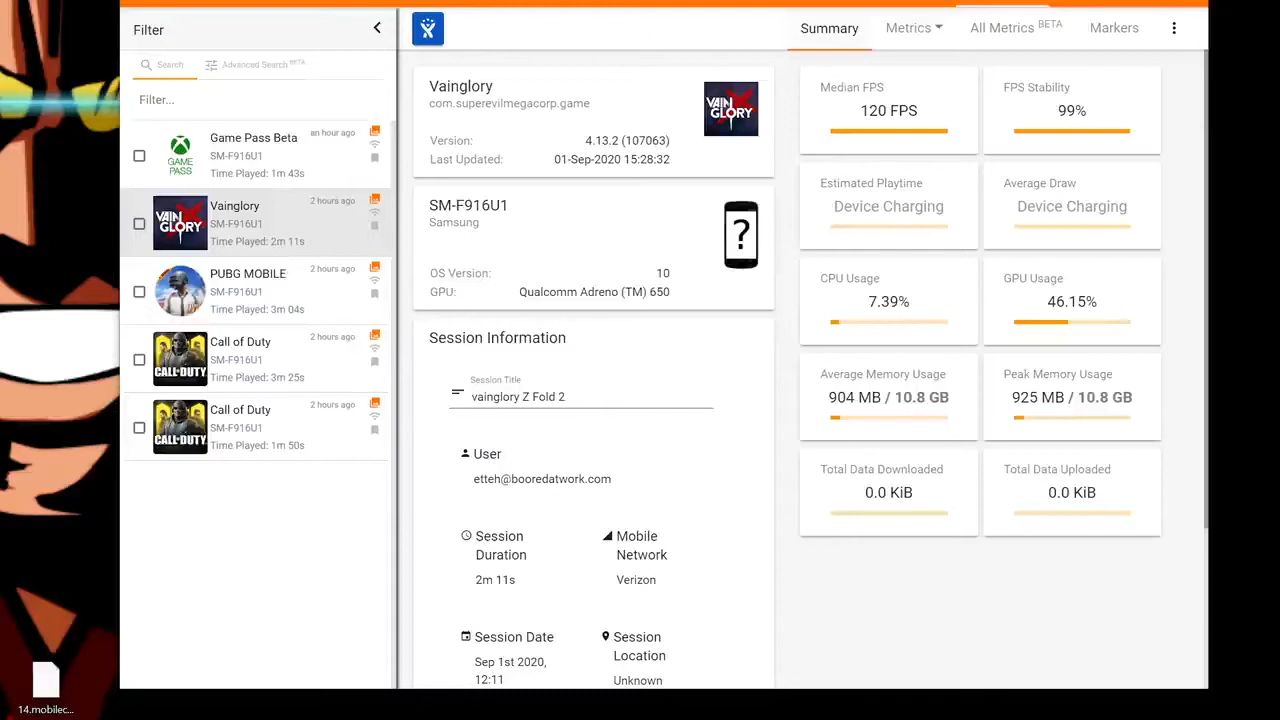 Filter
Search
Advanced Search BETA
Filter...
Game Pass Beta
an hour ago
SM-F916U1
Time Played: 1m 43s
XBOX
GAME
PASS
Vainglory
2 hours ago
SM-F916U1
Time Played: 2m 11s
VAIN
GLORY
PUBG MOBILE
2 hours ago
SM-F916U1
Time Played: 3m 04s
Call of Duty
2 hours ago
SM-F916U1
Time Played: 3m 25s
CALL OF DUTY
Call of Duty
2 hours ago
SM-F916U1
Time Played: 1m 50s
CALL OF DUTY
14.mobilec...
Summary
Metrics
All Metrics BETA
Markers
Vainglory
com.superevilmegacorp.game
Version: 4.13.2 (107063)
Last Updated: 01-Sep-2020 15:28:32
VAIN
GLORY
SM-F916U1
Samsung
?
OS Version: 10
GPU: Qualcomm Adreno (TM) 650
Session Information
Session Title
vainglory Z Fold 2
User
etteh@booredatwork.com
Session
Duration
2m 11s
Mobile
Network
Verizon
Session Date
Sep 1st 2020,
12:11
Session
Location
Unknown
Median FPS
120 FPS
FPS Stability
99%
Estimated Playtime
Device Charging
Average Draw
Device Charging
CPU Usage
7.39%
GPU Usage
46.15%
Average Memory Usage
904 MB / 10.8 GB
Peak Memory Usage
925 MB / 10.8 GB
Total Data Downloaded
0.0 KiB
Total Data Uploaded
0.0 KiB